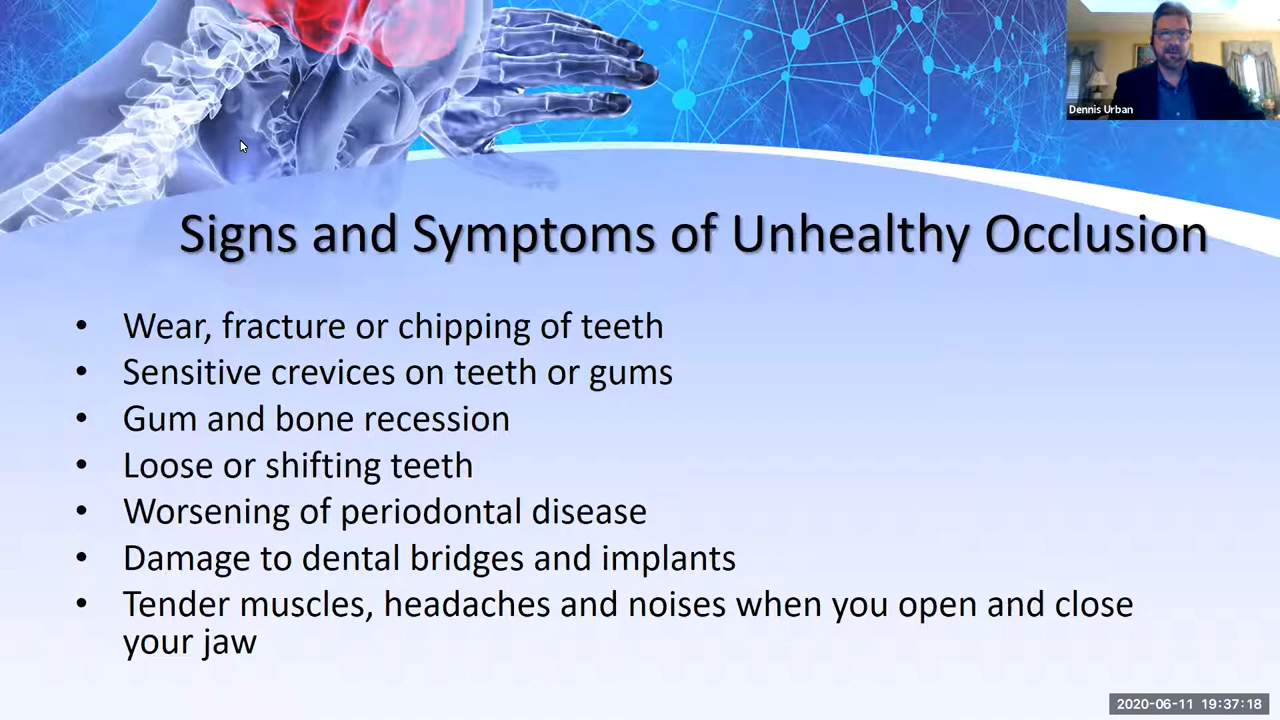 Dennis Urban
Signs and Symptoms of Unhealthy Occlusion
• Wear, fracture or chipping of teeth
• Sensitive crevices on teeth or gums
• Gum and bone recession
• Loose or shifting teeth
• Worsening of periodontal disease
• Damage to dental bridges and implants
• Tender muscles, headaches and noises when you open and close
your jaw
2020-06-11 19:37:18